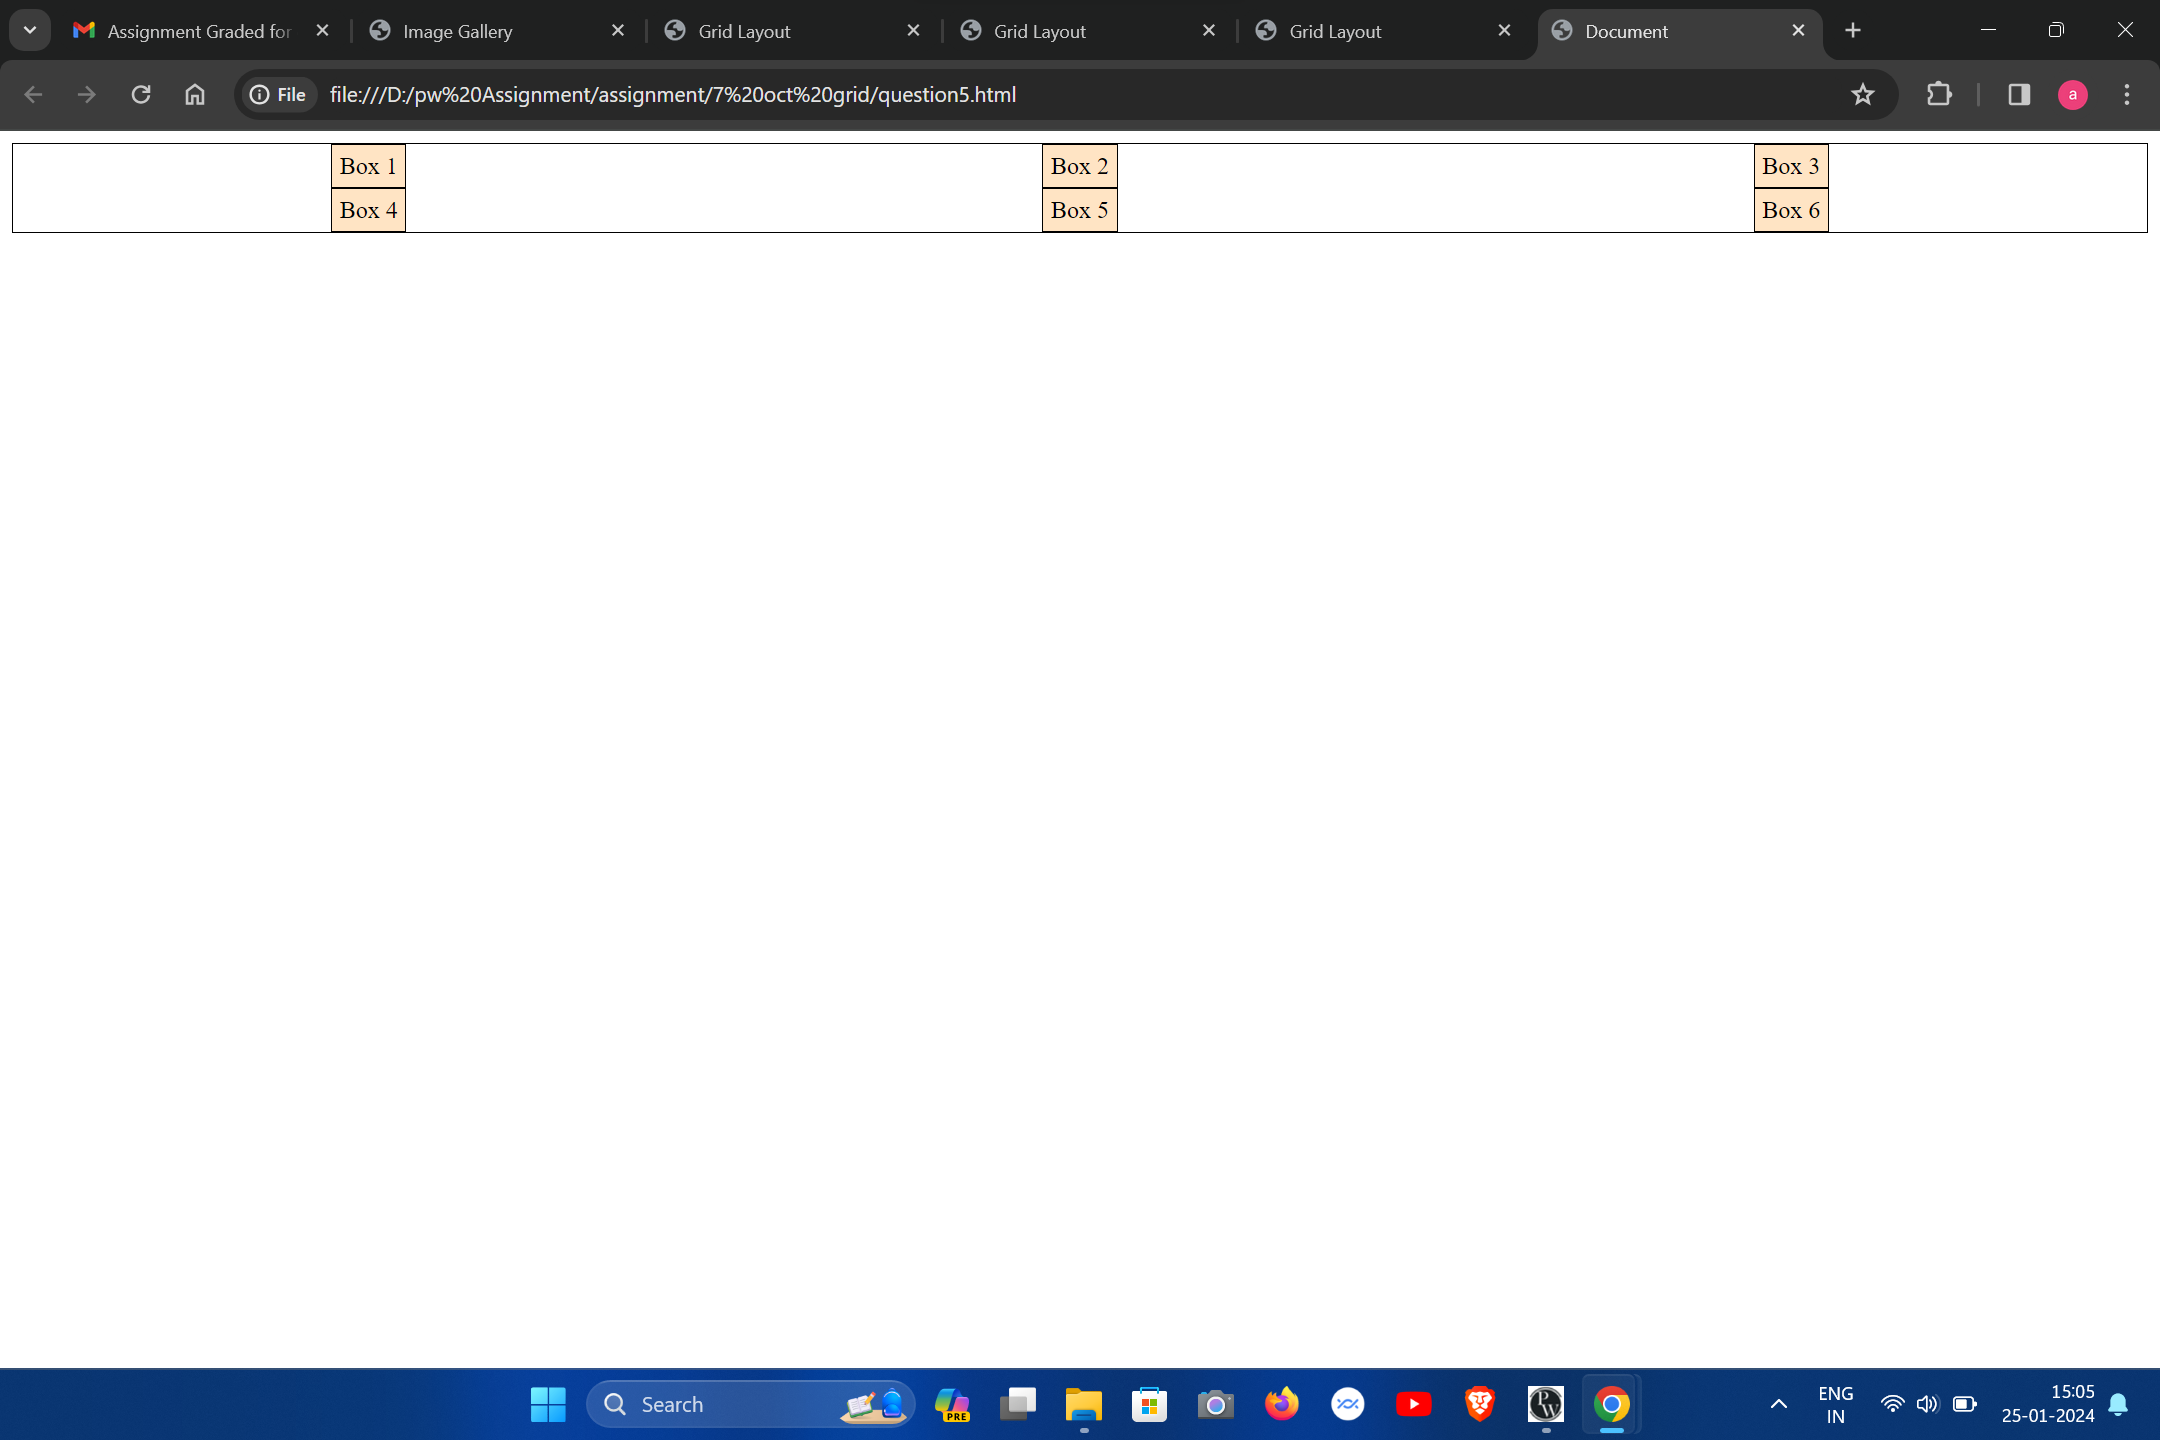 Assignment Graded for
Image Gallery
Grid Layout
Grid Layout
Grid Layout
Document
File
file:///D:/pw%20Assignment/assignment/7%20oct%20grid/question5.html
a
Box 1
Box 2
Box 3
Box 4
Box 5
Box 6
Search
PRE
PW
ENG
IN
15:05
25-01-2024